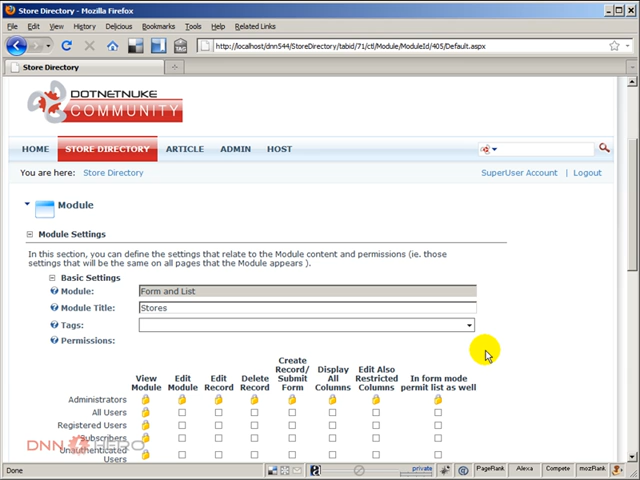 Store Directory - Mozilla Firefox
File Edit View History Delicious Bookmarks Tools Help Related Links
http://localhost/dnn544/StoreDirectory/tabid/71/ctl/Module/ModuleId/405/Default.aspx
TAG
Store Directory
DOTNETNUKE
COMMUNITY
HOME STORE DIRECTORY ARTICLE ADMIN HOST
You are here: Store Directory SuperUser Account | Logout
Module
Module Settings
In this section, you can define the settings that relate to the Module content and permissions (ie. those
settings that will be the same on all pages that the Module appears ).
Basic Settings
Module: Form and List
Module Title: Stores
Tags:
Permissions:
View Module
Edit Module
Edit Record
Delete Record
Create Record/ Submit Form
Display All Columns
Edit Also Restricted Columns
In form mode permit list as well
Administrators
All Users
Registered Users
Subscribers
Unauthenticated
Users
DNN HERO
Done private PageRank Alexa Compete mozRank